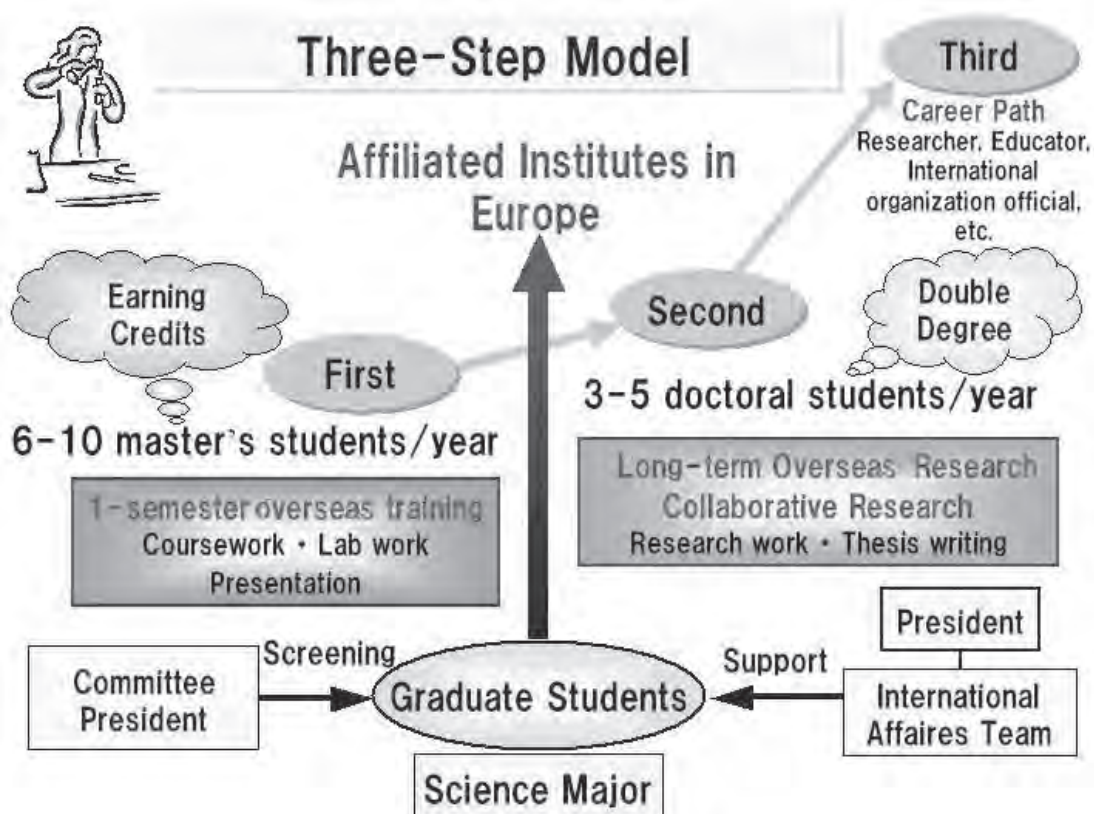 Three-Step Model
Third
Career Path
Researcher, Educator,
International
organization official,
etc.
Affiliated Institutes in
Europe
Earning
Credits
First
Second
Double
Degree
6-10 master's students/year
3-5 doctoral students/year
1-semester overseas training
Coursework・Lab work
Presentation
Long-term Overseas Research
Collaborative Research
Research work・Thesis writing
Committee
President
Screening
Graduate Students
Support
President
International
Affaires Team
Science Major